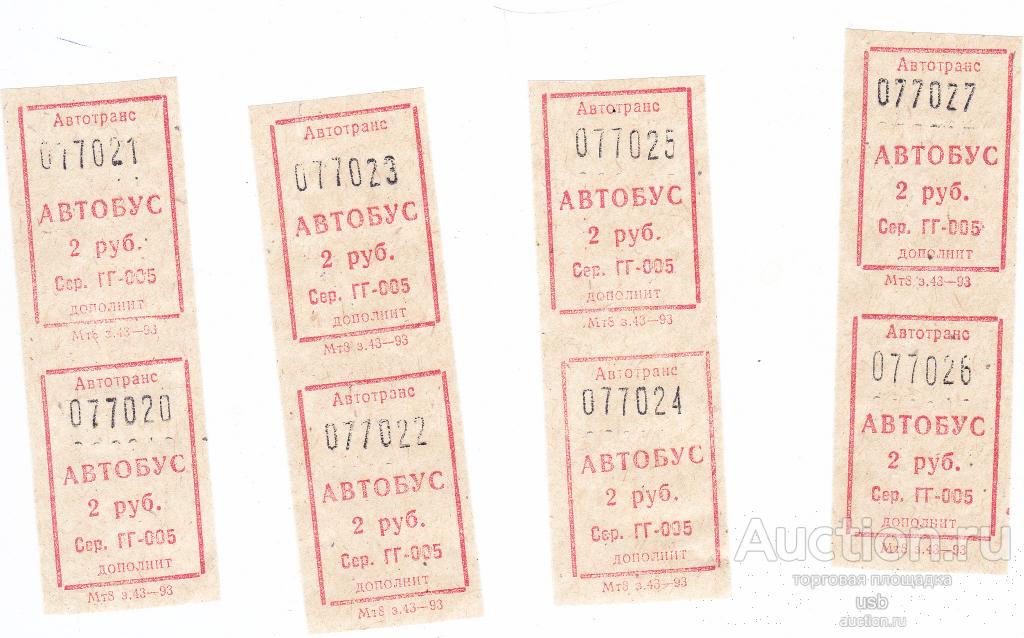 Автотранс
077021
АВТОБУС
2 руб.
Сер. ГГ-005
дополнит
Мт8 з.43—93
Автотранс
077020
АВТОБУС
2 руб.
Сер. ГГ-005
дополнит
Мт8 з.43—93
Автотранс
077023
АВТОБУС
2 руб.
Сер. ГГ-005
дополнит
Мт8 з.43—93
Автотранс
077022
АВТОБУС
2 руб.
Сер. ГГ-005
дополнит
Мт8 з.43—93
Автотранс
077025
АВТОБУС
2 руб.
Сер. ГГ-005
дополнит
Мт8 з.43—93
Автотранс
077024
АВТОБУС
2 руб.
Сер. ГГ-005
дополнит
Мт8 з.43—93
Автотранс
077027
АВТОБУС
2 руб.
Сер. ГГ-005
дополнит
Мт8 з.43—93
Автотранс
077026
АВТОБУС
2 руб.
Сер. ГГ-005
дополнит
Мт8 з.43—93
Auction.ru
торговая площадка
usb
auction.ru